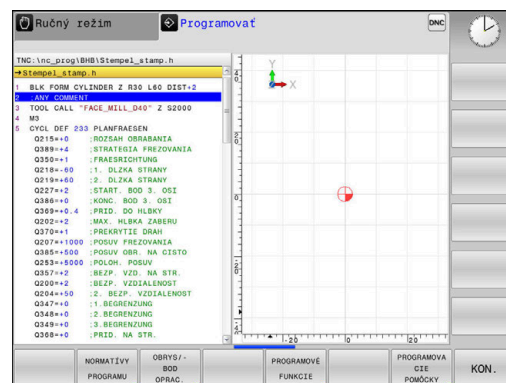 Ručný režim
Programovať
DNC
TNC:\nc_prog\BHB\Stempel_stamp.h
→Stempel_stamp.h
1 BLK FORM CYLINDER Z R30 L60 DIST+2
2 ;ANY COMMENT
3 TOOL CALL "FACE_MILL_D40" Z S2000
4 M3
5 CYCL DEF 233 PLANFRAESEN
Q215=+0 ;ROZSAH OBRABANIA
Q389=+4 ;STRATEGIA FREZOVANIA
Q350=+1 ;FRAESRICHTUNG
Q218=-60 ;1. DLZKA STRANY
Q219=+60 ;2. DLZKA STRANY
Q227=+2 ;START. BOD 3. OSI
Q386=+0 ;KONC. BOD 3. OSI
Q369=+0.4 ;PRID. DO HLBKY
Q202=+2 ;MAX. HLBKA ZABERU
Q370=+1 ;PREKRYTIE DRAH
Q207=+1000 ;POSUV FREZOVANIA
Q385=+500 ;POSUV OBR. NA CISTO
Q253=+5000 ;POLOH. POSUV
Q357=+2 ;BEZP. VZD. NA STR.
Q200=+2 ;BEZP. VZDIALENOST
Q204=+50 ;2. BEZP. VZDIALENOST
Q347=+0 ;1.BEGRENZUNG
Q348=+0 ;2.BEGRENZUNG
Q349=+0 ;3.BEGRENZUNG
Q368=+0 ;PRID. NA STR.
Y
X
-20
0
20
NORMATÍVY
PROGRAMU
OBRYS/-
BOD
OPRAC.
PROGRAMOVÉ
FUNKCIE
PROGRAMOVA
CIE
POMÔCKY
KON.